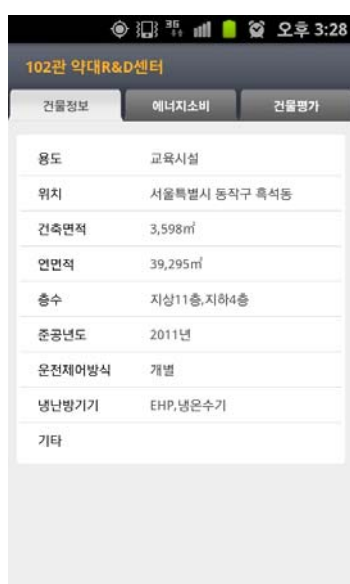 3G 오후 3:28
102관 약대R&D센터
건물정보 에너지소비 건물평가
용도 교육시설
위치 서울특별시 동작구 흑석동
건축면적 3,598㎡
연면적 39,295㎡
층수 지상11층,지하4층
준공년도 2011년
운전제어방식 개별
냉난방기기 EHP,냉온수기
기타